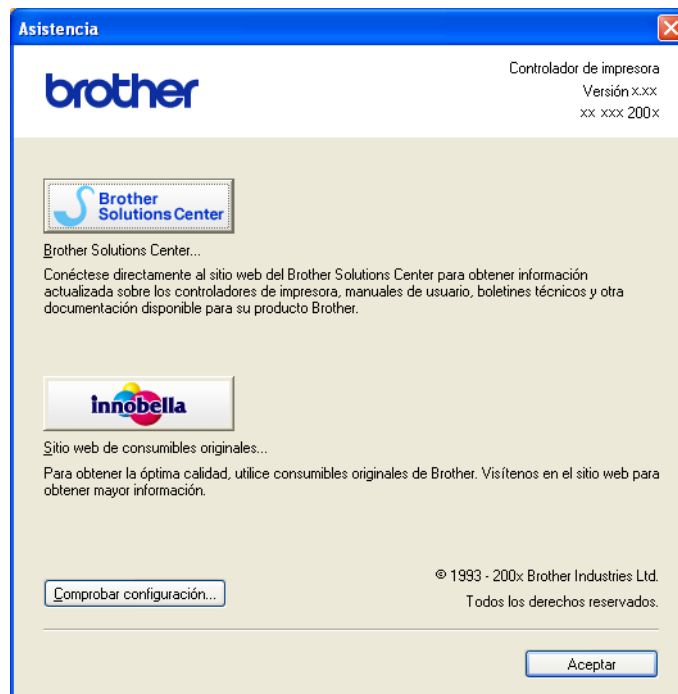 Asistencia
brother
Controlador de impresora
Versión x.xx
xx xxx 200x
Brother
Solutions Center
Brother Solutions Center...
Conéctese directamente al sitio web del Brother Solutions Center para obtener información
actualizada sobre los controladores de impresora, manuales de usuario, boletines técnicos y otra
documentación disponible para su producto Brother.
innobella
Sitio web de consumibles originales...
Para obtener la óptima calidad, utilice consumibles originales de Brother. Visítenos en el sitio web para
obtener mayor información.
© 1993 - 200x Brother Industries Ltd.
Comprobar configuración...
Todos los derechos reservados.
Aceptar